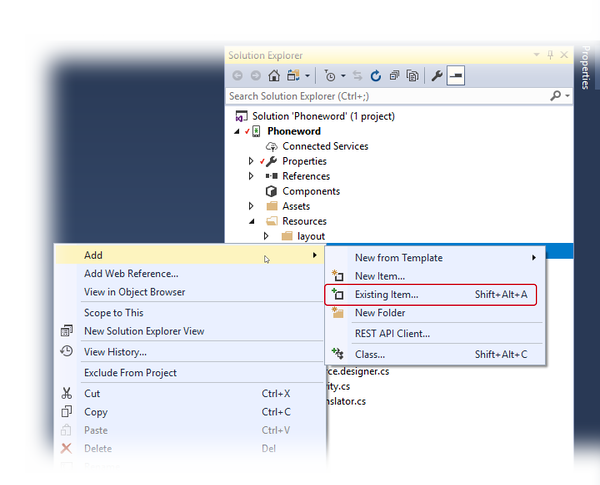 Solution Explorer
Properties
Search Solution Explorer (Ctrl+;)
Solution 'Phoneword' (1 project)
Phoneword
Connected Services
Properties
References
Components
Assets
Resources
layout
Add
Add Web Reference...
View in Object Browser
Scope to This
New Solution Explorer View
View History...
Exclude From Project
Cut Ctrl+X
Copy Ctrl+C
Paste Ctrl+V
Delete Del
New from Template
New Item...
Existing Item... Shift+Alt+A
New Folder
REST API Client...
Class... Shift+Alt+C
rce.designer.cs
rity.cs
nslator.cs